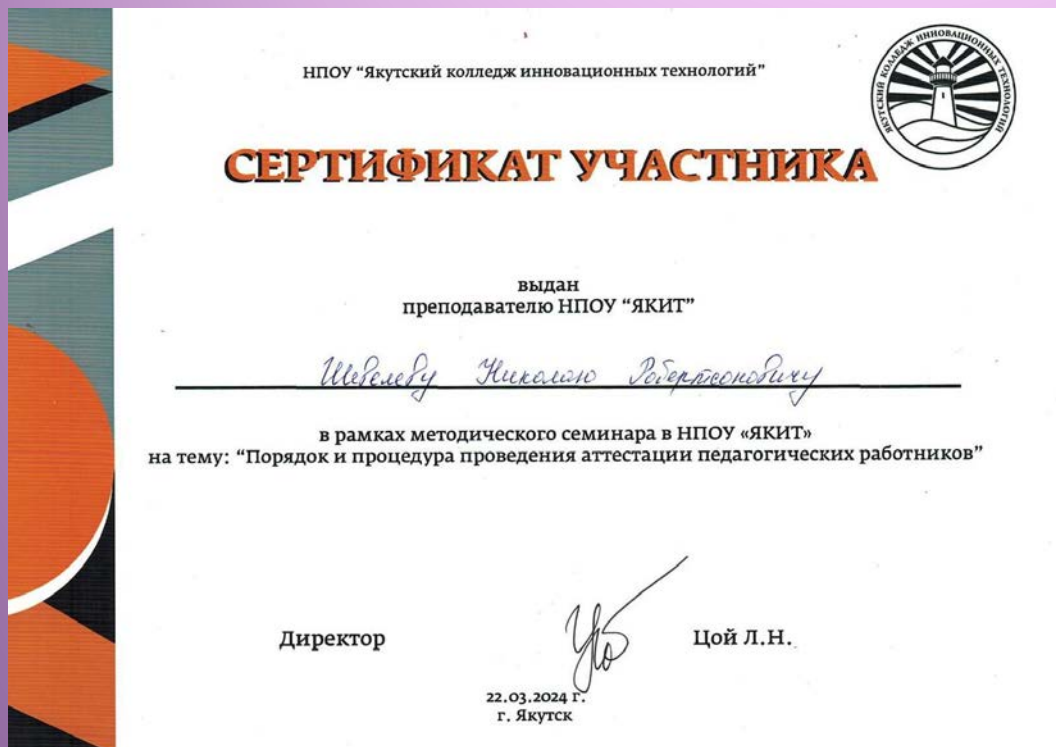 НПОУ “Якутский колледж инновационных технологий”
ЯКУТСКИЙ КОЛЛЕДЖ ИННОВАЦИОННЫХ ТЕХНОЛОГИЙ
СЕРТИФИКАТ УЧАСТНИКА
выдан
преподавателю НПОУ “ЯКИТ”
Шевелеву Николаю Робертсоновичу
в рамках методического семинара в НПОУ «ЯКИТ»
на тему: “Порядок и процедура проведения аттестации педагогических работников”
Директор Цой Л.Н.
22.03.2024 г.
г. Якутск